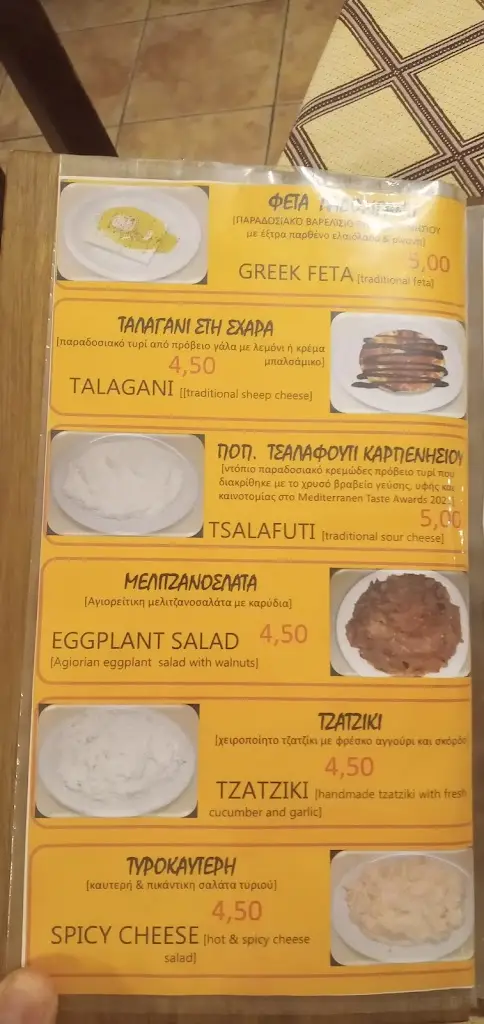 ΦΕΤΑ
[ΠΑΡΑΔΟΣΙΑΚΟ ΒΑΡΕΛΙΣΙΟ
με έξτρα παρθένο ελαιόλαδο & ρίγανη]
5,00
GREEK FETA [traditional feta]
ΤΑΛΑΓΑΝΙ ΣΤΗ ΣΧΑΡΑ
[παραδοσιακό τυρί από πρόβειο γάλα με λεμόνι ή κρέμα
μπαλσάμικο]
4,50
TALAGANI [[traditional sheep cheese]
ΠΟΠ. ΤΣΑΛΑΦΟΥΤΙ ΚΑΡΠΕΝΗΣΙΟΥ
[ντόπιο παραδοσιακό κρεμώδες πρόβειο τυρί που
διακρίθηκε με το χρυσό βραβείο γεύσης, υφής και
καινοτομίας στο Mediterranen Taste Awards
5,00
TSALAFUTI [traditional sour cheese]
ΜΕΛΙΤΖΑΝΟΣΛΑΤΑ
[Αγιορείτικη μελιτζανοσαλάτα με καρύδια]
EGGPLANT SALAD 4,50
[Agiorian eggplant salad with walnuts]
ΤΖΑΤΖΙΚΙ
[χειροποίητο τζατζίκι με φρέσκο αγγούρι και σκόρδο
4,50
TZATZIKI [handmade tzatziki with fresh
cucumber and garlic]
ΤΥΡΟΚΑΥΤΕΡΗ
[καυτερή & πικάντικη σαλάτα τυριού]
4,50
SPICY CHEESE [hot & spicy cheese
salad]